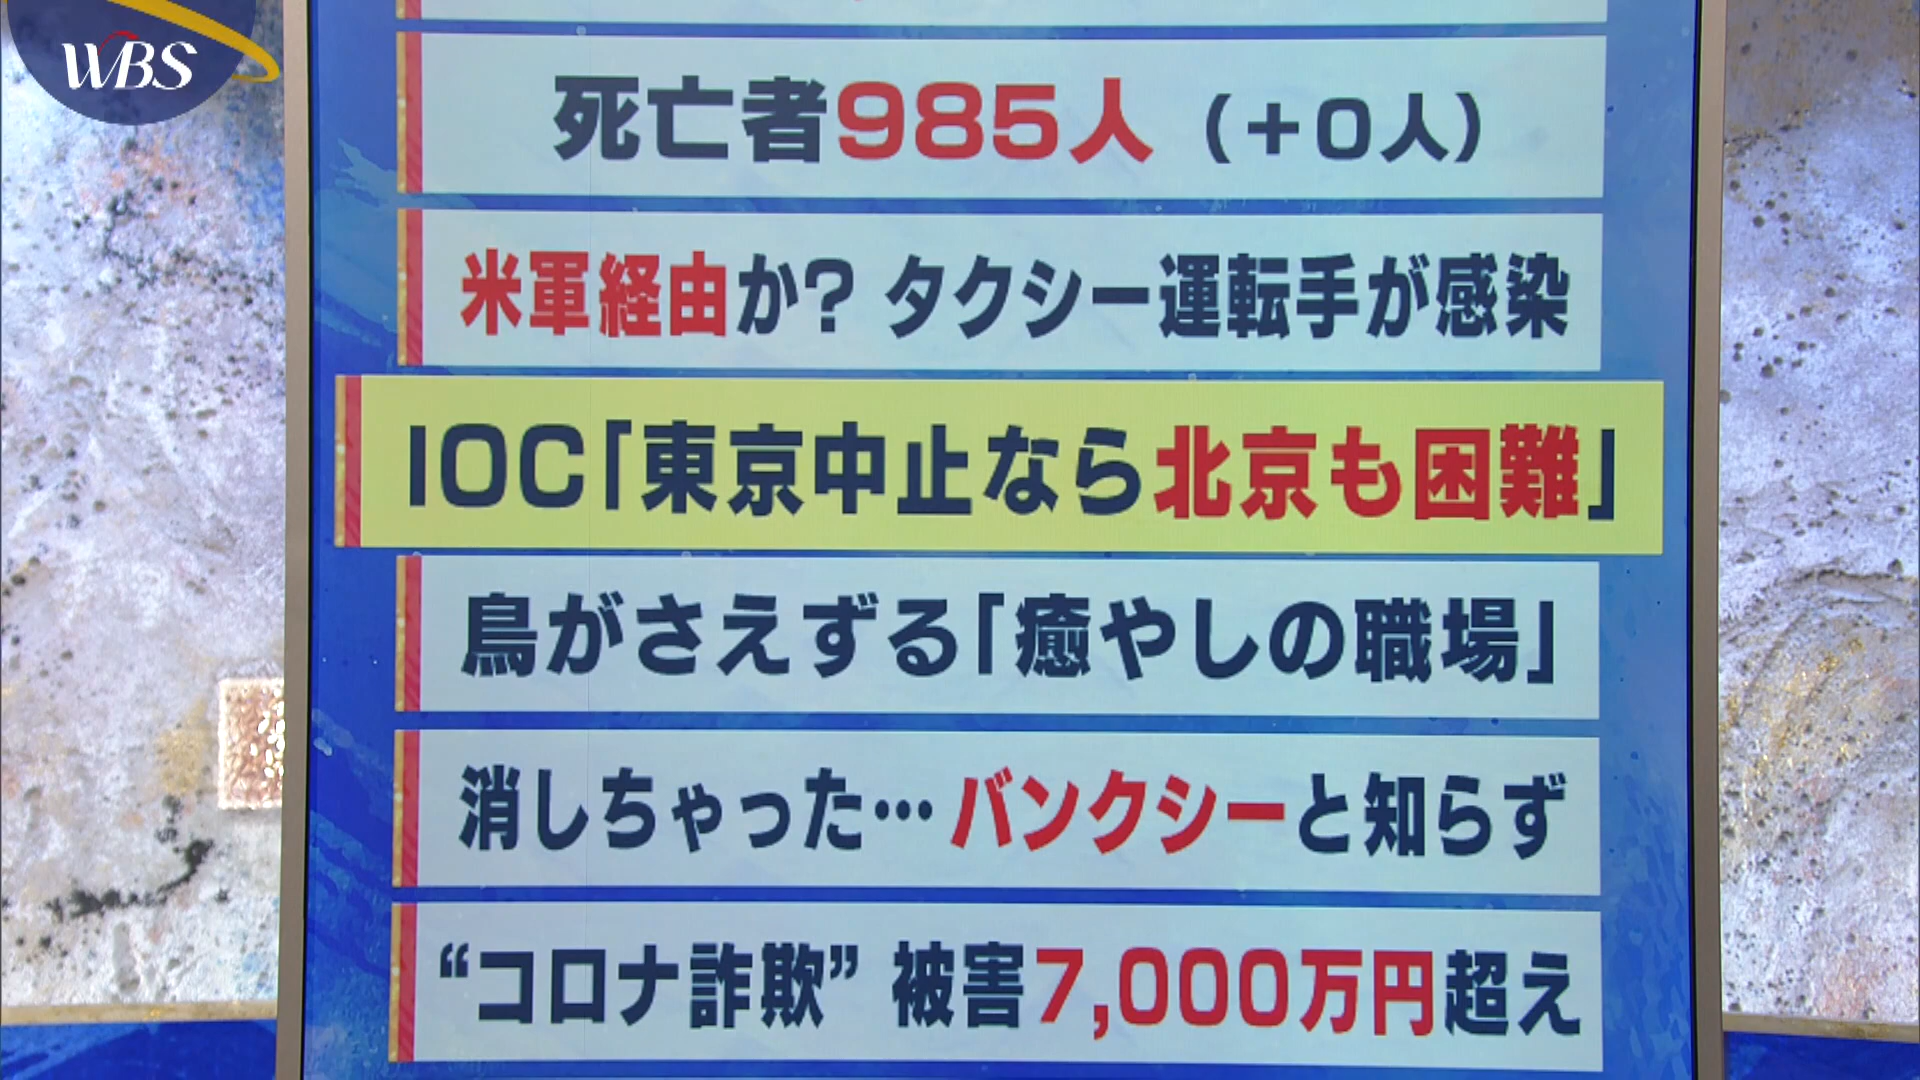 WBS
死亡者985人（+0人）
米軍経由か? タクシー運転手が感染
IOC「東京中止なら北京も困難」
鳥がさえずる「癒やしの職場」
消しちゃった…バンクシーと知らず
“コロナ詐欺” 被害7,000万円超え